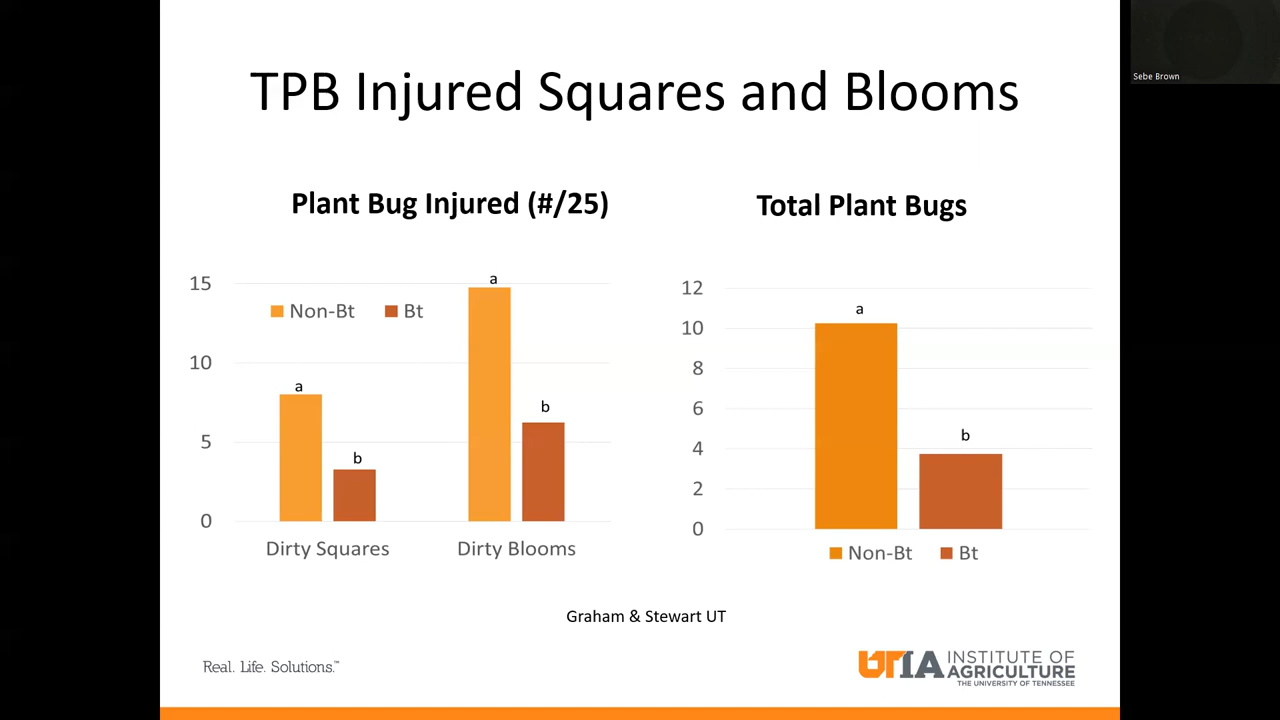 Sebe Brown
TPB Injured Squares and Blooms
Plant Bug Injured (#/25)
15
10
5
0
Non-Bt
Bt
a
b
a
b
Dirty Squares
Dirty Blooms
Total Plant Bugs
12
10
8
6
4
2
0
a
b
Non-Bt
Bt
Graham & Stewart UT
Real. Life. Solutions.™
UTIA INSTITUTE OF
AGRICULTURE
THE UNIVERSITY OF TENNESSEE